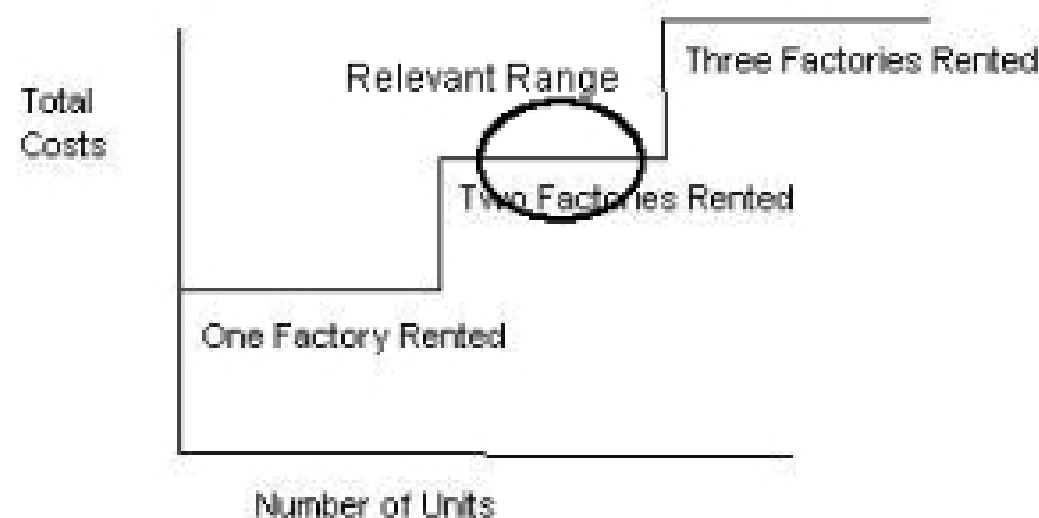 Three Factories Rented
Relevant Range
Total
Costs
Two Factories Rented
One Factory Rented
Number of Units